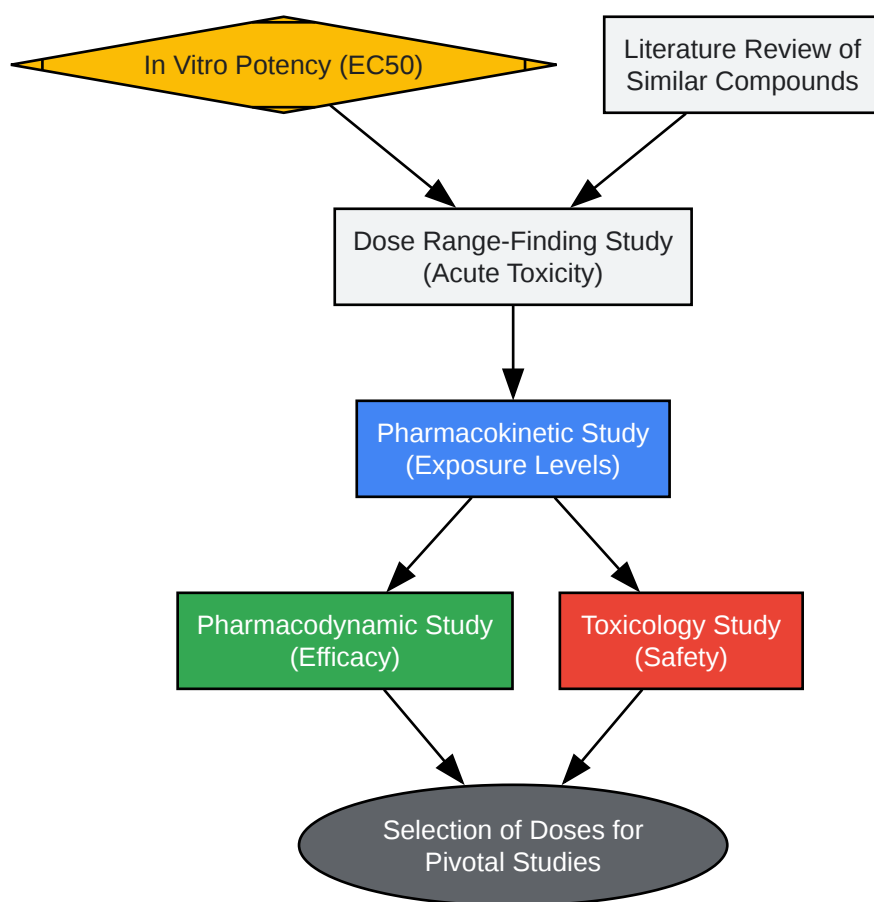 In Vitro Potency (EC50)
Literature Review of
Similar Compounds
Dose Range-Finding Study
(Acute Toxicity)
Pharmacokinetic Study
(Exposure Levels)
Pharmacodynamic Study
(Efficacy)
Toxicology Study
(Safety)
Selection of Doses for
Pivotal Studies